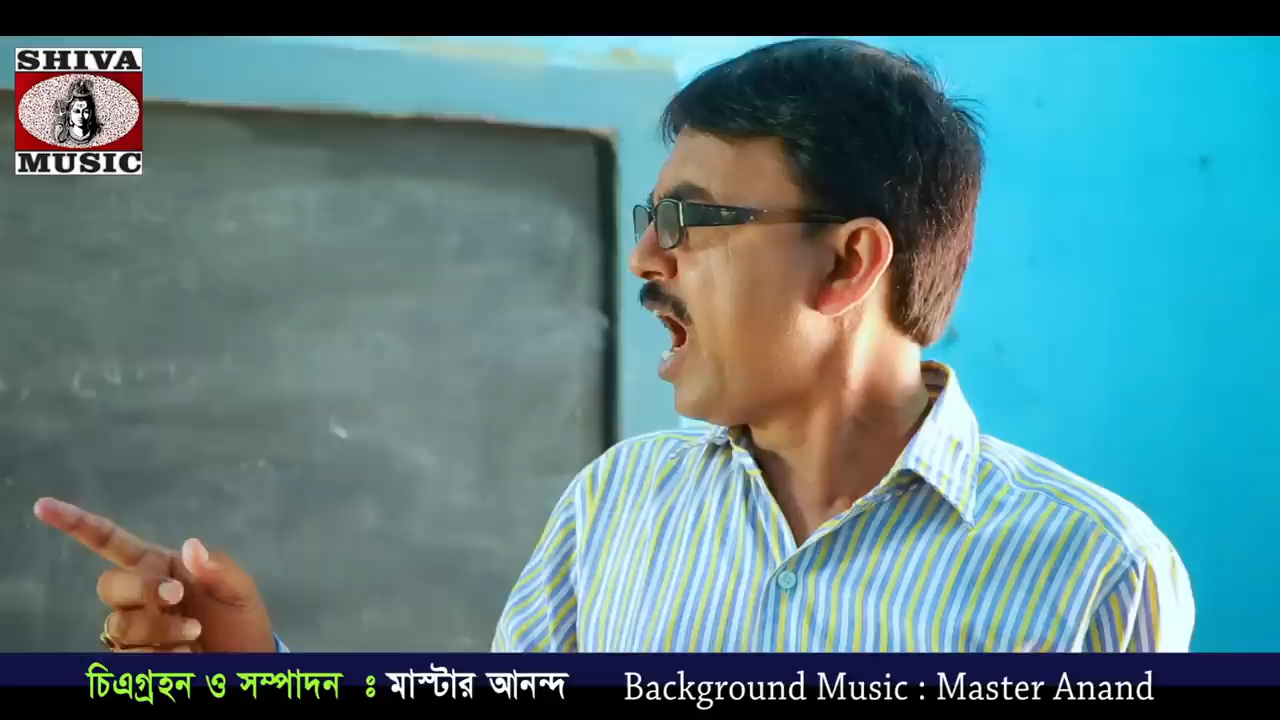 SHIVA
MUSIC
চিএগ্রহন ও সম্পাদন : মাস্টার আনন্দ Background Music : Master Anand